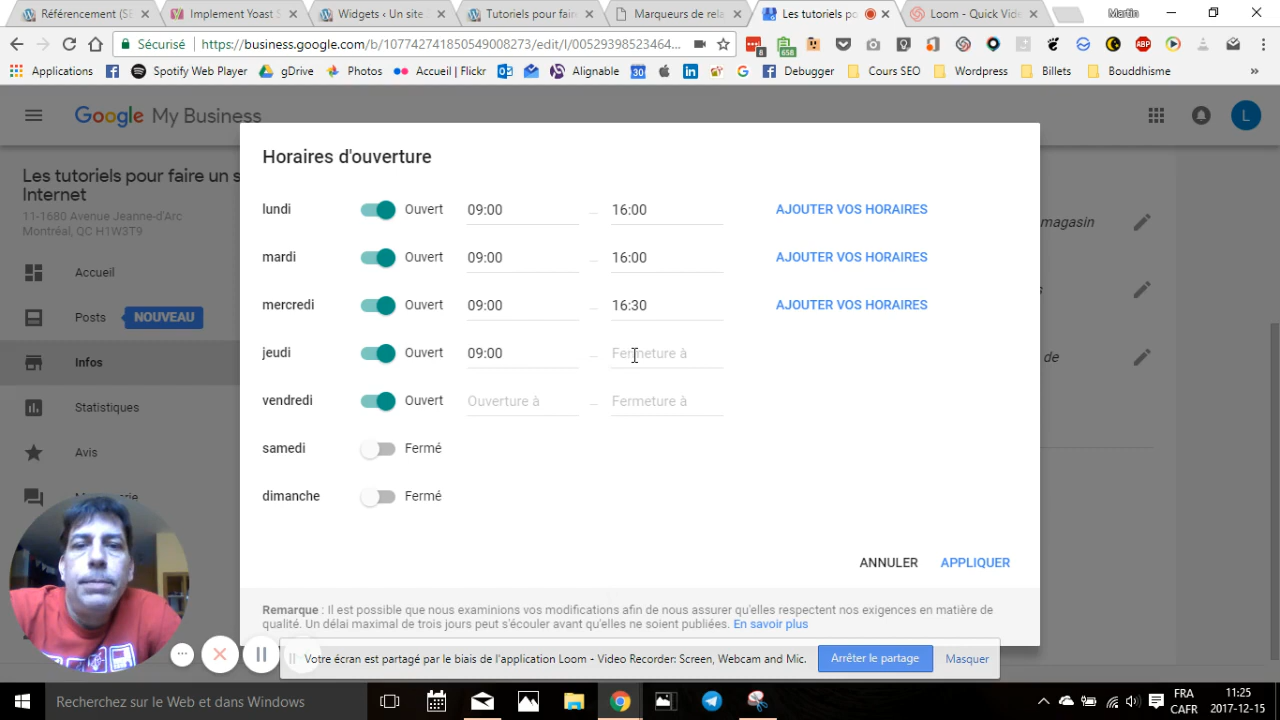 Référencement (SE
Implement Yoast S
Widgets ‹ Un site
Tutoriels pour faire
Marqueurs de rela
Les tutoriels po
Loom - Quick Vid
Martin
Sécurisé https://business.google.com/b/107742741850549008273/edit/l/00529398523464...
8
658
ABP
Applications
Spotify Web Player
gDrive
Photos
Accueil | Flickr
Alignable
Debugger
Cours SEO
Wordpress
Billets
Bouddhisme
»
Google My Business
L
Les tutoriels pour faire un s
Internet
11-1680 Avenue Jeanne-d'Arc
Montréal, QC H1W3T9
Accueil
Posts NOUVEAU
Infos
Statistiques
Avis
magasin
s
de
Horaires d'ouverture
lundi Ouvert 09:00 – 16:00 AJOUTER VOS HORAIRES
mardi Ouvert 09:00 – 16:00 AJOUTER VOS HORAIRES
mercredi Ouvert 09:00 – 16:30 AJOUTER VOS HORAIRES
jeudi Ouvert 09:00 – Fermeture à
vendredi Ouvert Ouverture à – Fermeture à
samedi Fermé
dimanche Fermé
ANNULER APPLIQUER
Remarque : Il est possible que nous examinions vos modifications afin de nous assurer qu'elles respectent nos exigences en matière de
qualité. Un délai maximal de trois jours peut s'écouler avant qu'elles ne soient publiées. En savoir plus
Votre écran est partagé par le biais de l'application Loom - Video Recorder: Screen, Webcam and Mic. Arrêter le partage Masquer
Recherchez sur le Web et dans Windows
FRA
CAFR
11:25
2017-12-15